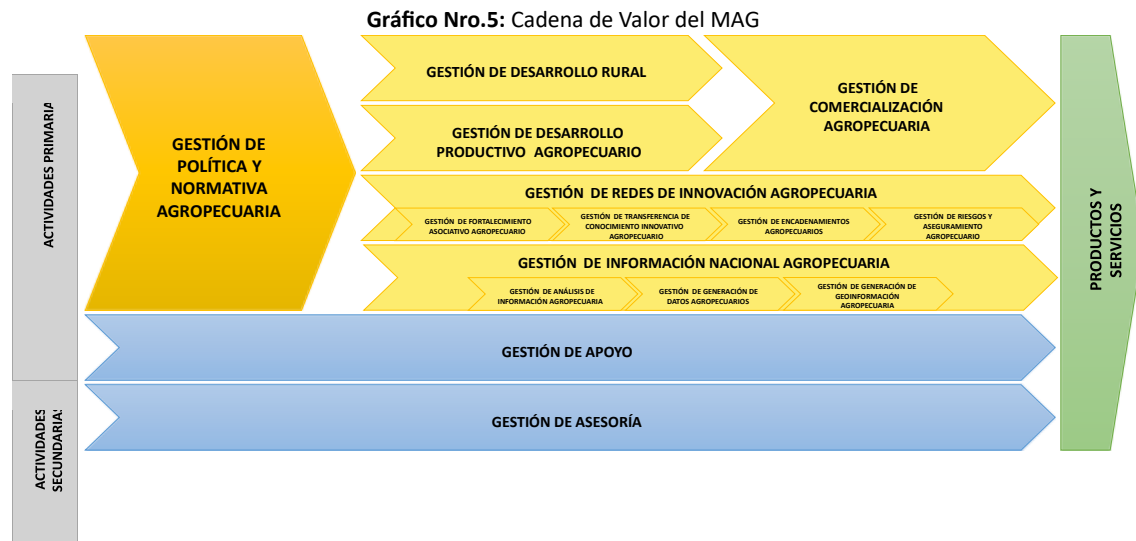 Gráfico Nro.5: Cadena de Valor del MAG
ACTIVIDADES PRIMARIA
GESTIÓN DE
POLÍTICA Y
NORMATIVA
AGROPECUARIA
GESTIÓN DE DESARROLLO RURAL
GESTIÓN DE DESARROLLO
PRODUCTIVO AGROPECUARIO
GESTIÓN DE
COMERCIALIZACIÓN
AGROPECUARIA
GESTIÓN DE REDES DE INNOVACIÓN AGROPECUARIA
GESTIÓN DE FORTALECIMIENTO
ASOCIATIVO AGROPECUARIO
GESTIÓN DE TRANSFERENCIA DE
CONOCIMIENTO INNOVATIVO
AGROPECUARIO
GESTIÓN DE ENCADENAMIENTOS
AGROPECUARIOS
GESTIÓN DE RIESGOS Y
ASEGURAMIENTO
AGROPECUARIO
GESTIÓN DE INFORMACIÓN NACIONAL AGROPECUARIA
GESTIÓN DE ANÁLISIS DE
INFORMACIÓN AGROPECUARIA
GESTIÓN DE GENERACIÓN DE
DATOS AGROPECUARIOS
GESTIÓN DE GENERACIÓN DE
GEOINFORMACIÓN
AGROPECUARIA
PRODUCTOS Y
SERVICIOS
GESTIÓN DE APOYO
ACTIVIDADES
SECUNDARIAS
GESTIÓN DE ASESORÍA